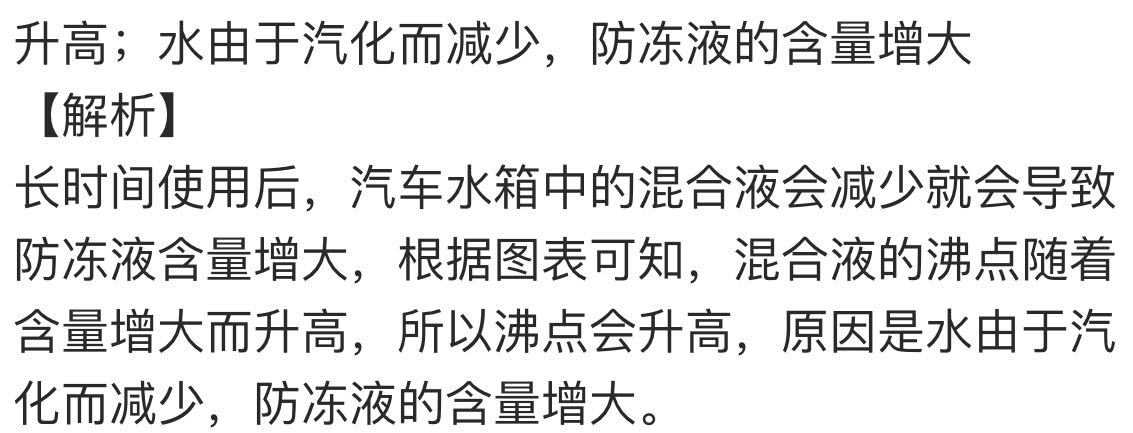 升高；水由于汽化而减少，防冻液的含量增大
【解析】
长时间使用后，汽车水箱中的混合液会减少就会导致
防冻液含量增大，根据图表可知，混合液的沸点随着
含量增大而升高，所以沸点会升高，原因是水由于汽
化而减少，防冻液的含量增大。